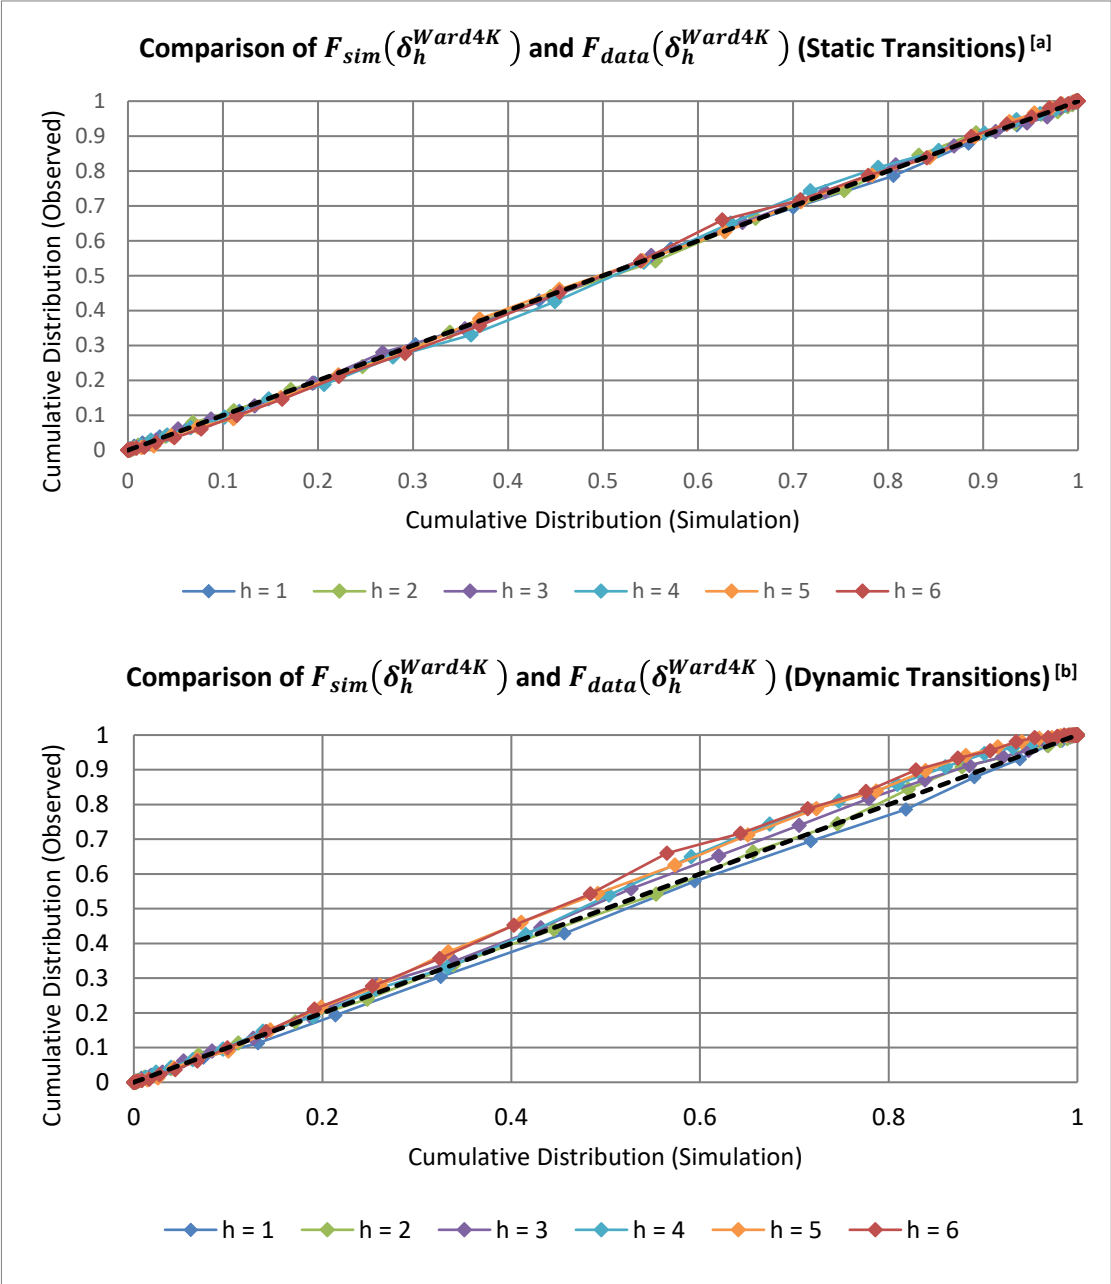 Comparison of F_sim(δ_h^Ward4K) and F_data(δ_h^Ward4K) (Static Transitions) [a]
Cumulative Distribution (Observed)
1
0.9
0.8
0.7
0.6
0.5
0.4
0.3
0.2
0.1
0
0 0.1 0.2 0.3 0.4 0.5 0.6 0.7 0.8 0.9 1
Cumulative Distribution (Simulation)
h = 1 h = 2 h = 3 h = 4 h = 5 h = 6
Comparison of F_sim(δ_h^Ward4K) and F_data(δ_h^Ward4K) (Dynamic Transitions) [b]
Cumulative Distribution (Observed)
1
0.9
0.8
0.7
0.6
0.5
0.4
0.3
0.2
0.1
0
0 0.2 0.4 0.6 0.8 1
Cumulative Distribution (Simulation)
h = 1 h = 2 h = 3 h = 4 h = 5 h = 6